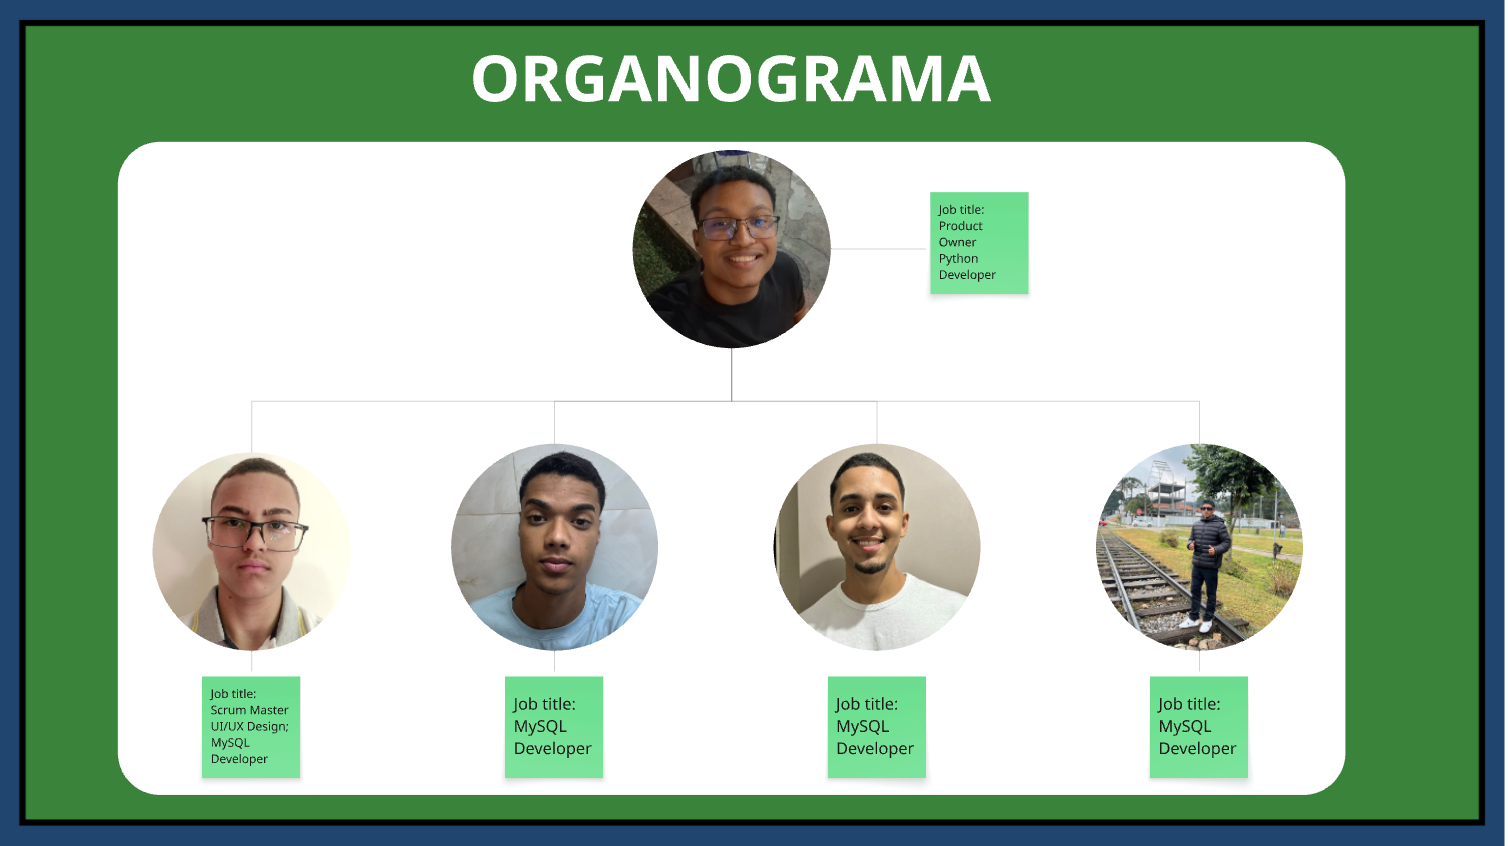 ORGANOGRAMA
Job title:
Product
Owner
Python
Developer
Job title:
Scrum Master
UI/UX Design;
MySQL
Developer
Job title:
MySQL
Developer
Job title:
MySQL
Developer
Job title:
MySQL
Developer